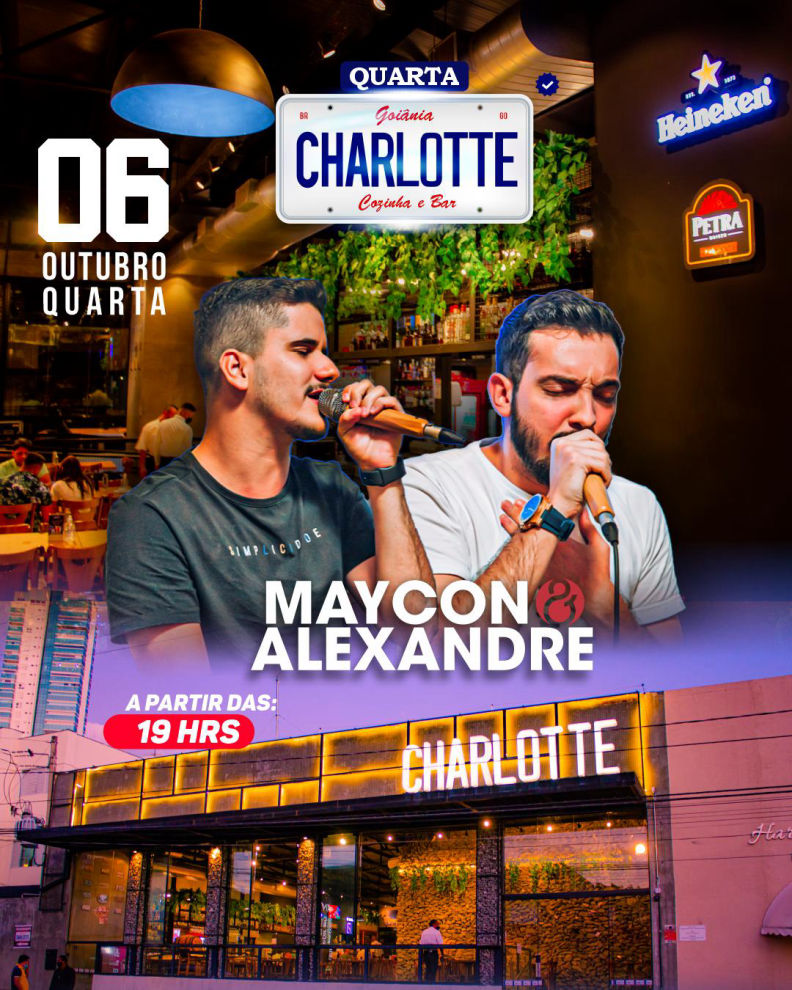 QUARTA
BR Goiânia GO
CHARLOTTE
Cozinha e Bar
06
OUTUBRO
QUARTA
Heineken
PETRA
SIMPLICIDADE
MAYCON &
ALEXANDRE
A PARTIR DAS:
19 HRS
CHARLOTTE